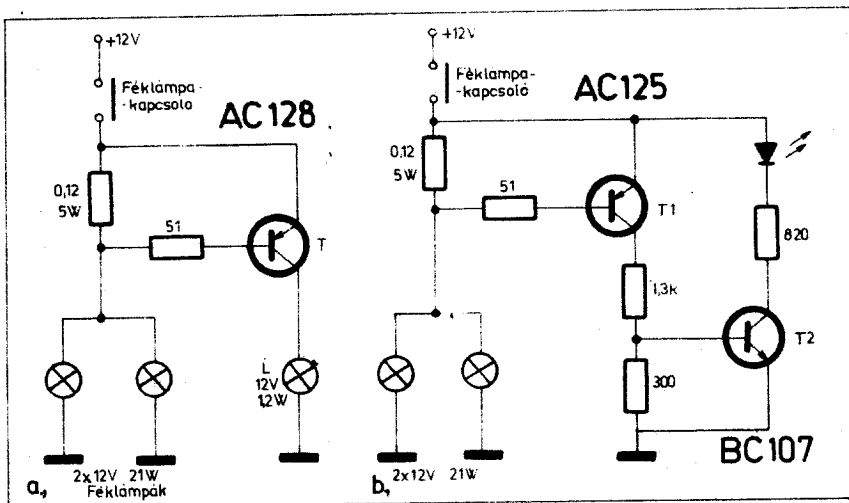 +12V
Féklámpa-
-kapcsoló
AC128
0,12
5W
51
T
L
12V
1,2W
2x12V 21W
Féklámpák
a,
+12V
Féklámpa-
-kapcsoló
AC125
0,12
5W
51
T1
820
1,3k
T2
300
BC107
2x12V 21W
b,